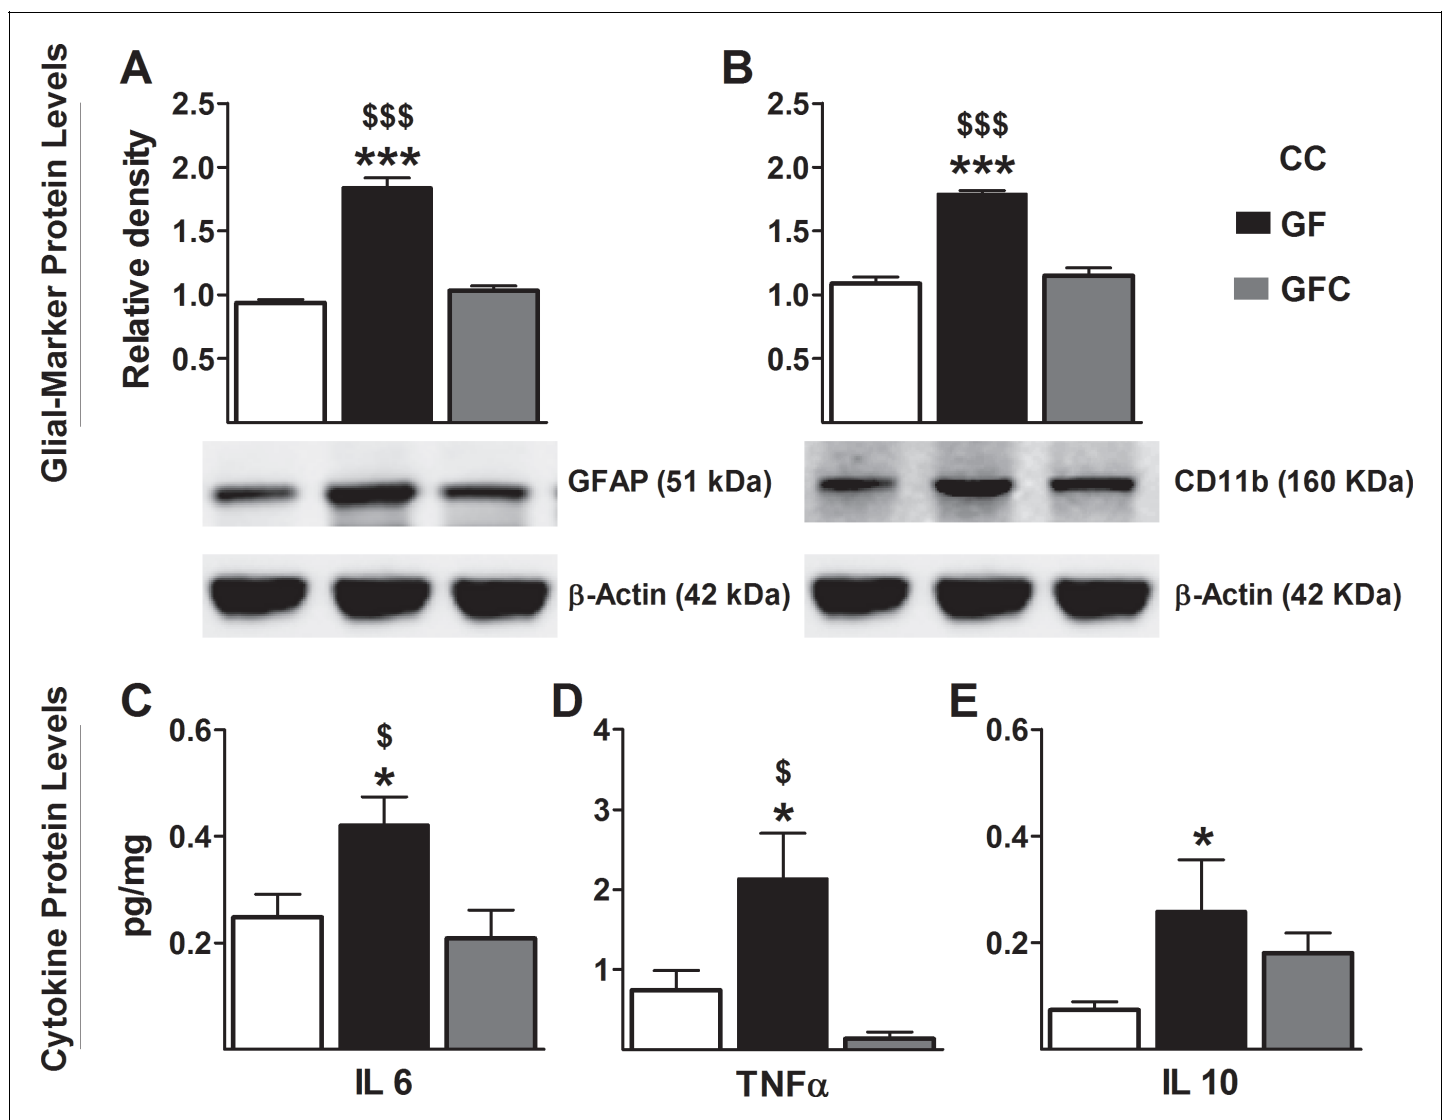 Glial-Marker Protein Levels
A
Relative density
2.5
2.0
1.5
1.0
0.5
$$$
***
GFAP (51 kDa)
β-Actin (42 kDa)
B
2.5
2.0
1.5
1.0
0.5
$$$
***
CC
GF
GFC
CD11b (160 KDa)
β-Actin (42 KDa)
Cytokine Protein Levels
C
pg/mg
0.6
0.4
0.2
$
*
IL 6
D
4
3
2
1
$
*
TNFα
E
0.6
0.4
0.2
*
IL 10